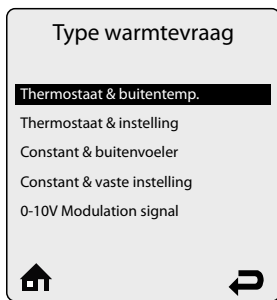 Type warmtevraag
Thermostaat & buitentemp.
Thermostaat & instelling
Constant & buitenvoeler
Constant & vaste instelling
0-10V Modulation signal